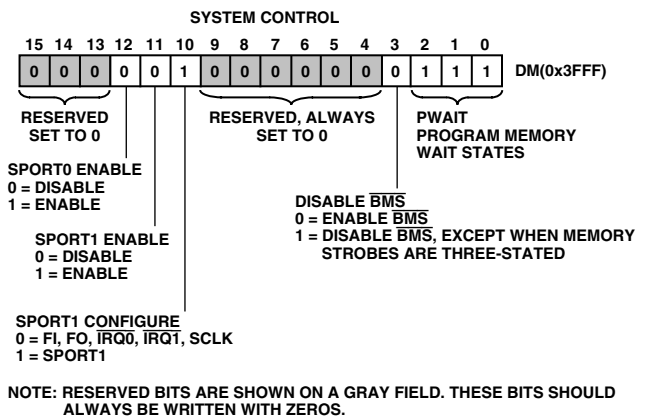 SYSTEM CONTROL
15 14 13 12 11 10 9 8 7 6 5 4 3 2 1 0
0 0 0 0 0 1 0 0 0 0 0 0 0 1 1 1 DM(0x3FFF)
RESERVED
SET TO 0
RESERVED, ALWAYS
SET TO 0
PWAIT
PROGRAM MEMORY
WAIT STATES
SPORT0 ENABLE
0 = DISABLE
1 = ENABLE
DISABLE BMS
0 = ENABLE BMS
1 = DISABLE BMS, EXCEPT WHEN MEMORY
STROBES ARE THREE-STATED
SPORT1 ENABLE
0 = DISABLE
1 = ENABLE
SPORT1 CONFIGURE
0 = FI, FO, IRQ0, IRQ1, SCLK
1 = SPORT1
NOTE: RESERVED BITS ARE SHOWN ON A GRAY FIELD. THESE BITS SHOULD
ALWAYS BE WRITTEN WITH ZEROS.